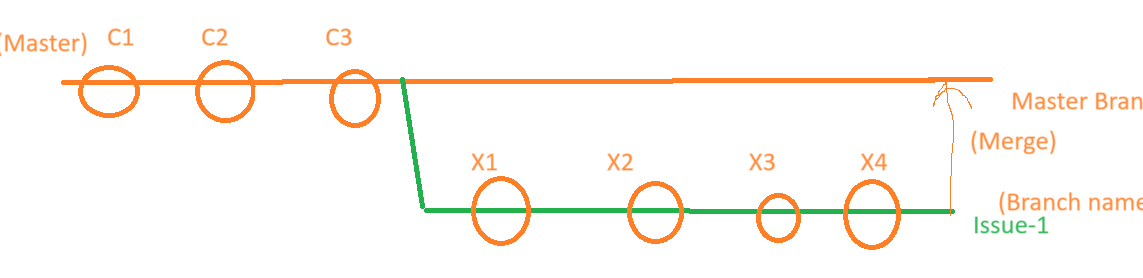 (Master) C1 C2 C3
Master Bran
(Merge)
X1 X2 X3 X4
(Branch name
Issue-1